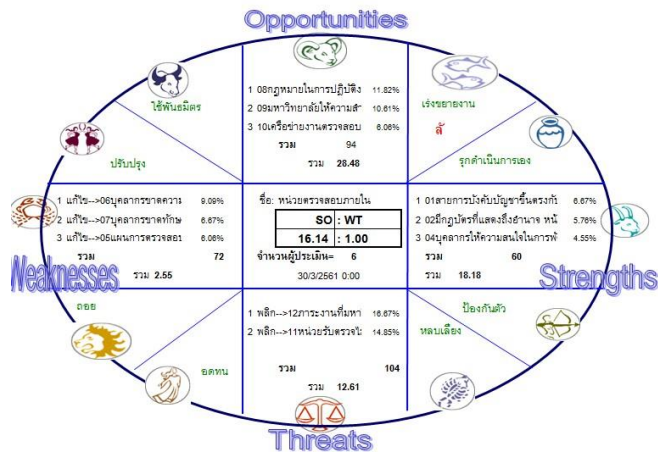 Opportunities
1 08กฎหมายในการปฏิบัติง 11.82%
2 09มหาวิทยาลัยให้ความสำ 10.61%
3 10เครือข่ายงานตรวจสอบ 6.06%
รวม 94
รวม 28.48
ใช้พันธมิตร
ปรับปรุง
เร่งขยายงาน
รุกดำเนินการเอง
1 แก้ไข-->06บุคลากรขาดความ 9.09%
2 แก้ไข-->07บุคลากรขาดทักษ 6.67%
3 แก้ไข-->05แผนการตรวจสอบ 6.06%
รวม 72
รวม 2.55
Weaknesses
ชื่อ: หน่วยตรวจสอบภายใน
SO : WT
16.14 : 1.00
จำนวนผู้ประเมิน= 6
30/3/2561 0:00
1 01สายการบังคับบัญชาขึ้นตรงกั 6.67%
2 02มีกฎบัตรที่แสดงถึงอำนาจ หน้ 5.76%
3 04บุคลากรให้ความสนใจในการพั 4.55%
รวม 60
รวม 18.18
Strengths
ถอย
อดทน
1 พลิก-->12ภาระงานที่มหา 16.67%
2 พลิก-->11หน่วยรับตรวจไ 14.85%
รวม 104
รวม 12.61
ป้องกันตัว
หลบเลี่ยง
Threats